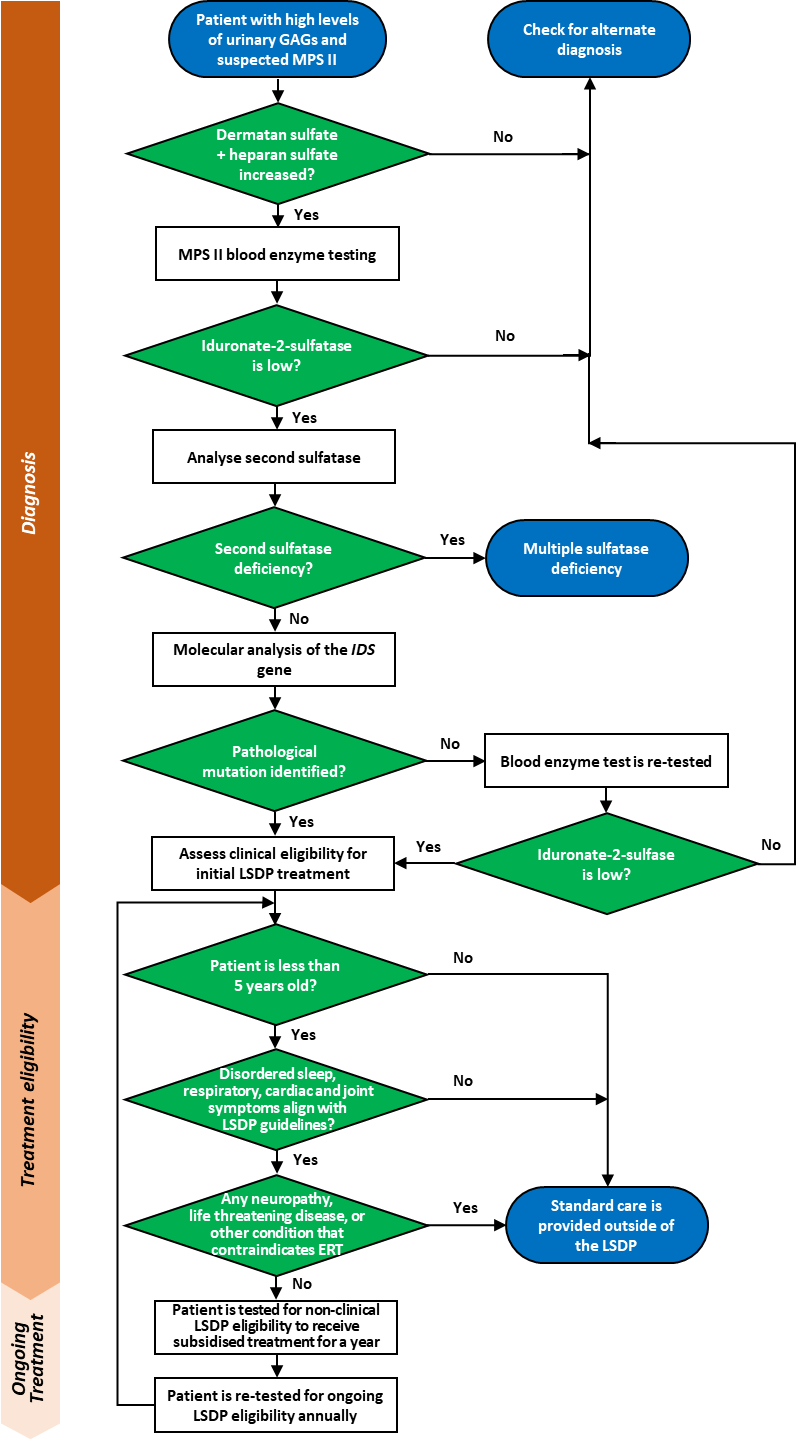 Patient with high levels
of urinary GAGs and
suspected MPS II
Check for alternate
diagnosis
Dermatan sulfate
+ heparan sulfate
increased?
No
Yes
MPS II blood enzyme testing
Iduronate-2-sulfatase
is low?
No
Yes
Analyse second sulfatase
Diagnosis
Second sulfatase
deficiency?
Yes
Multiple sulfatase
deficiency
No
Molecular analysis of the IDS
gene
Pathological
mutation identified?
No
Blood enzyme test is re-tested
Yes
Assess clinical eligibility for
initial LSDP treatment
Yes
Iduronate-2-sulfase
is low?
No
Treatment eligibility
Patient is less than
5 years old?
No
Yes
Disordered sleep,
respiratory, cardiac and joint
symptoms align with
LSDP guidelines?
No
Yes
Any neuropathy,
life threatening disease, or
other condition that
contraindicates ERT
Yes
Standard care is
provided outside of
the LSDP
No
Ongoing
Treatment
Patient is tested for non-clinical
LSDP eligibility to receive
subsidised treatment for a year
Patient is re-tested for ongoing
LSDP eligibility annually